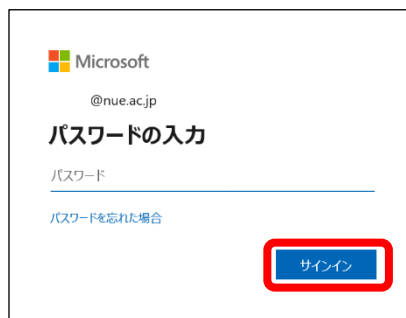 Microsoft
@nue.ac.jp
パスワードの入力
パスワード
パスワードを忘れた場合
サインイン